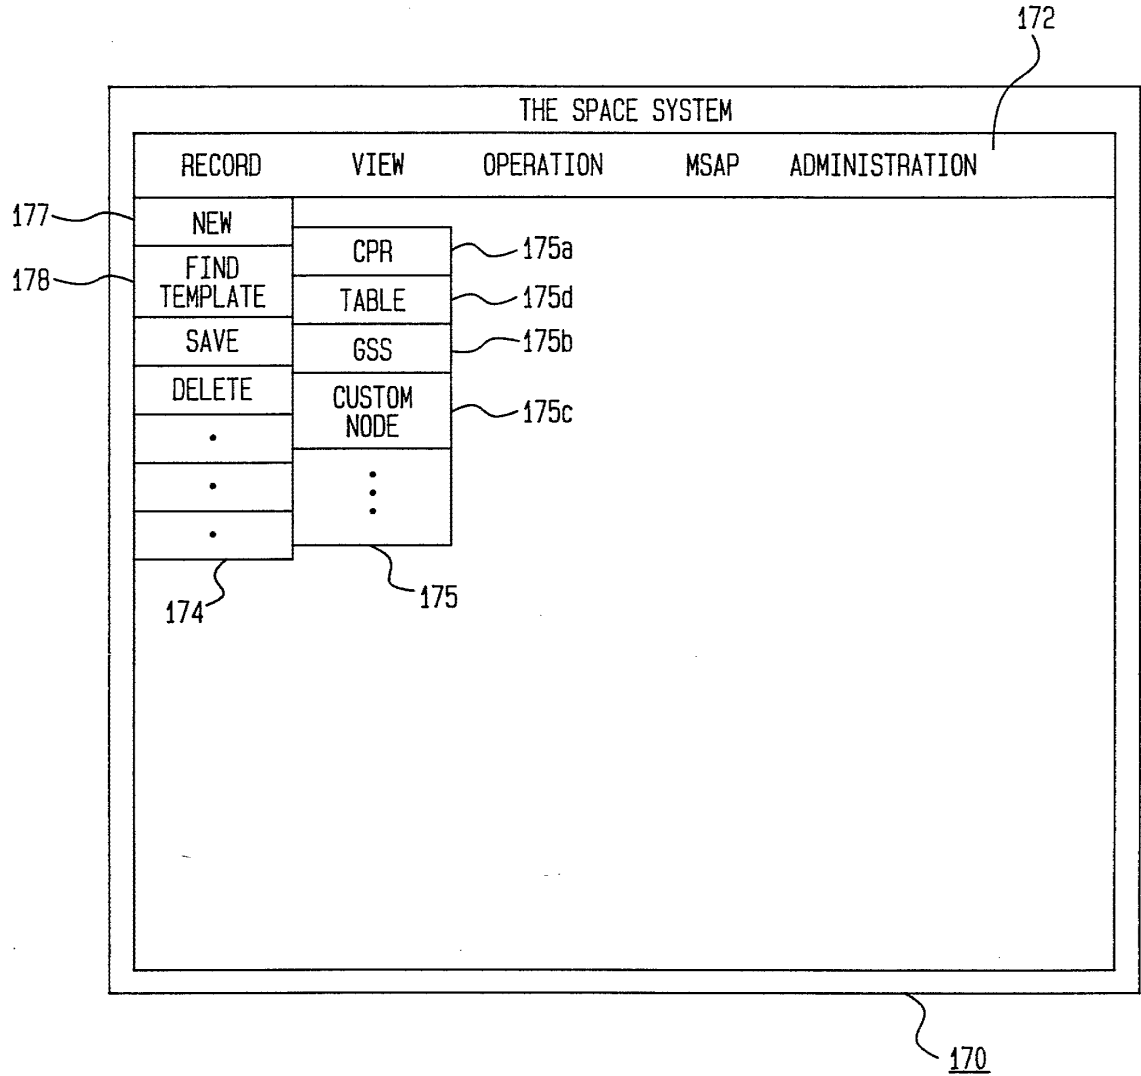 172
THE SPACE SYSTEM
RECORD VIEW OPERATION MSAP ADMINISTRATION
177
NEW
178
FIND
TEMPLATE
SAVE
DELETE
174
CPR
175a
TABLE
175d
GSS
175b
CUSTOM
NODE
175c
175
170